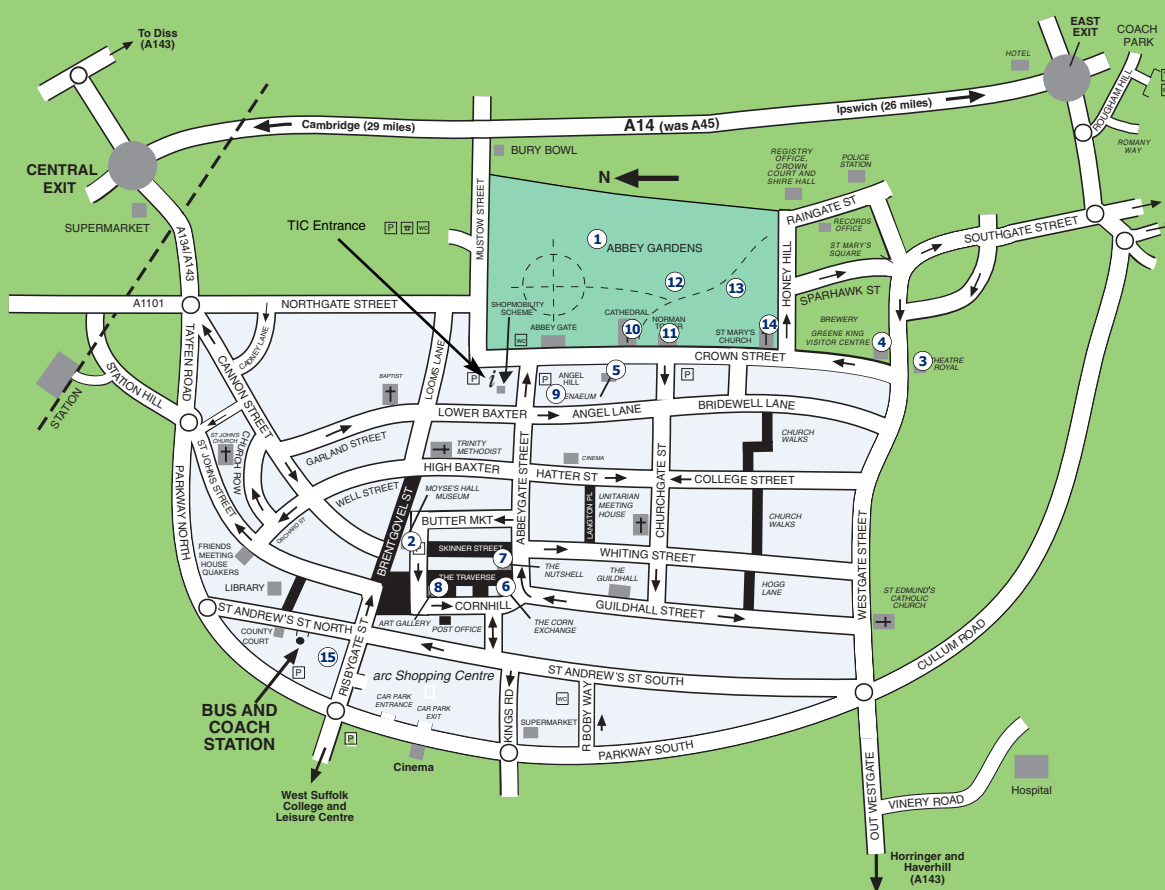 To Diss
(A143)
EAST
EXIT
COACH
PARK
HOTEL
ROUGHAM HILL
ROMANY
WAY
Cambridge (29 miles)
A14 (was A45)
Ipswich (26 miles)
CENTRAL
EXIT
SUPERMARKET
A134/A143
BURY BOWL
N
REGISTRY
OFFICE,
CROWN
COURT AND
SHIRE HALL
POLICE
STATION
RAINGATE ST
RECORDS
OFFICE
ST MARY'S
SQUARE
SOUTHGATE STREET
TIC Entrance
P
WC
MUSTOW STREET
1
ABBEY GARDENS
12
13
HONEY HILL
SPARHAWK ST
A1101
NORTHGATE STREET
SHOPMOBILITY
SCHEME
WC
ABBEY GATE
CATHEDRAL
10
NORMAN
11
ST MARY'S
CHURCH
14
BREWERY
GREENE KING
VISITOR CENTRE
4
3
THEATRE
ROYAL
STATION
STATION HILL
TAYFEN ROAD
CADNEY LANE
CANNON STREET
LOOMS LANE
BAPTIST
P
i
P
ANGEL
HILL
9
5
CROWN STREET
P
LOWER BAXTER
ANGEL LANE
BRIDEWELL LANE
ST JOHN'S
CHURCH
CHURCH ROW
ST JOHNS STREET
GARLAND STREET
TRINITY
METHODIST
CINEMA
CHURCH
WALKS
HIGH BAXTER
HATTER ST
COLLEGE STREET
PARKWAY NORTH
WELL STREET
ORCHARD ST
BRENTGOVEL ST
MOYSE'S HALL
MUSEUM
ABBEYGATE STREET
LANGTON PL
UNITARIAN
MEETING
HOUSE
CHURCHGATE ST
CHURCH
WALKS
WESTGATE STREET
BUTTER MKT
2
SKINNER STREET
7
WHITING STREET
FRIENDS
MEETING
HOUSE
QUAKERS
LIBRARY
THE TRAVERSE
8
6
THE
NUTSHELL
THE
GUILDHALL
HOGG
LANE
CORNHILL
GUILDHALL STREET
ST EDMUND'S
CATHOLIC
CHURCH
ST ANDREW'S ST NORTH
COUNTY
COURT
ART GALLERY
POST OFFICE
THE CORN
EXCHANGE
P
15
RISBYGATE ST
arc Shopping Centre
ST ANDREW'S ST SOUTH
CULLUM ROAD
BUS AND
COACH
STATION
CAR PARK
ENTRANCE
CAR PARK
EXIT
KINGS RD
WC
SUPERMARKET
R BOBY WAY
PARKWAY SOUTH
P
Cinema
OUT WESTGATE
VINERY ROAD
Hospital
West Suffolk
College and
Leisure Centre
Horringer and
Haverhill
(A143)